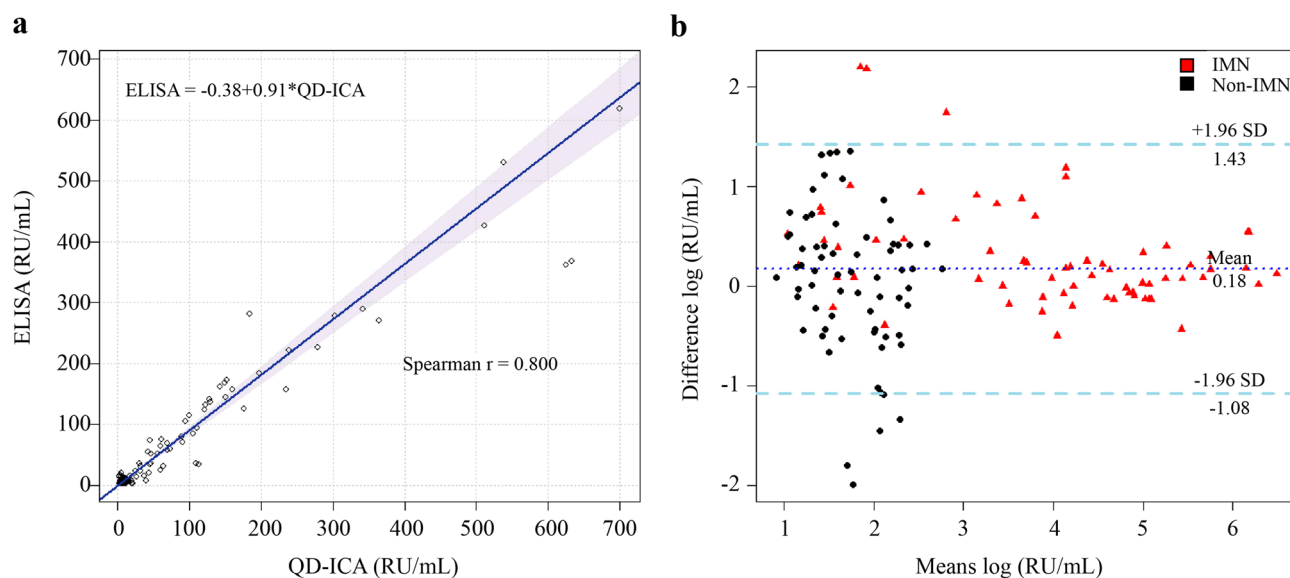 a
700
600
500
400
300
200
100
0
ELISA (RU/mL)
ELISA = -0.38+0.91*QD-ICA
Spearman r = 0.800
0 100 200 300 400 500 600 700
QD-ICA (RU/mL)
b
2
1
0
-1
-2
Difference log (RU/mL)
IMN
Non-IMN
+1.96 SD
1.43
Mean
0.18
-1.96 SD
-1.08
1 2 3 4 5 6
Means log (RU/mL)